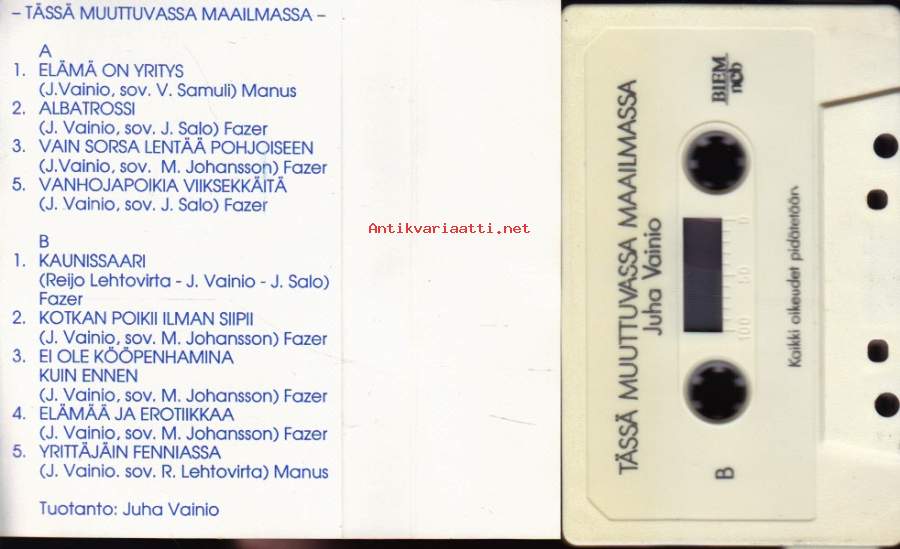 – TÄSSÄ MUUTTUVASSA MAAILMASSA –
A
1. ELÄMÄ ON YRITYS
(J.Vainio, sov. V. Samuli) Manus
2. ALBATROSSI
(J. Vainio, sov. J. Salo) Fazer
3. VAIN SORSA LENTÄÄ POHJOISEEN
(J.Vainio, sov. M. Johansson) Fazer
5. VANHOJAPOIKIA VIIKSEKKÄITÄ
(J. Vainio, sov. J. Salo) Fazer
B
1. KAUNISSAARI
(Reijo Lehtovirta - J. Vainio - J. Salo)
Fazer
2. KOTKAN POIKII ILMAN SIIPII
(J. Vainio, sov. M. Johansson) Fazer
3. EI OLE KÖÖPENHAMINA
KUIN ENNEN
(J. Vainio, sov. M. Johansson) Fazer
4. ELÄMÄÄ JA EROTIIKKAA
(J. Vainio, sov. M. Johansson) Fazer
5. YRITTÄJÄIN FENNIASSA
(J. Vainio. sov. R. Lehtovirta) Manus
Tuotanto: Juha Vainio
Antikvariaatti.net
TÄSSÄ MUUTTUVASSA MAAILMASSA
Juha Vainio
B
BIEM
ncb
0
50
100
Kaikki oikeudet pidätetään